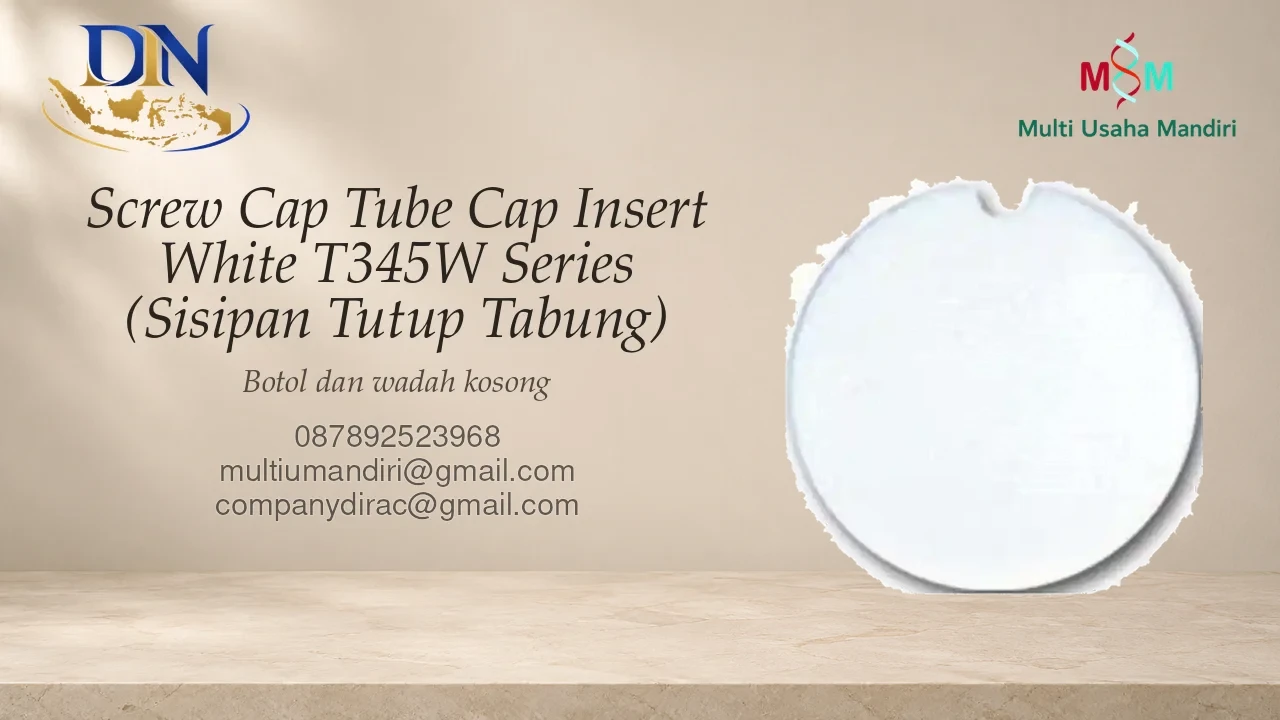 DIN
MSM
Multi Usaha Mandiri
Screw Cap Tube Cap Insert
White T345W Series
(Sisipan Tutup Tabung)
Botol dan wadah kosong
087892523968
multiumandiri@gmail.com
companydirac@gmail.com